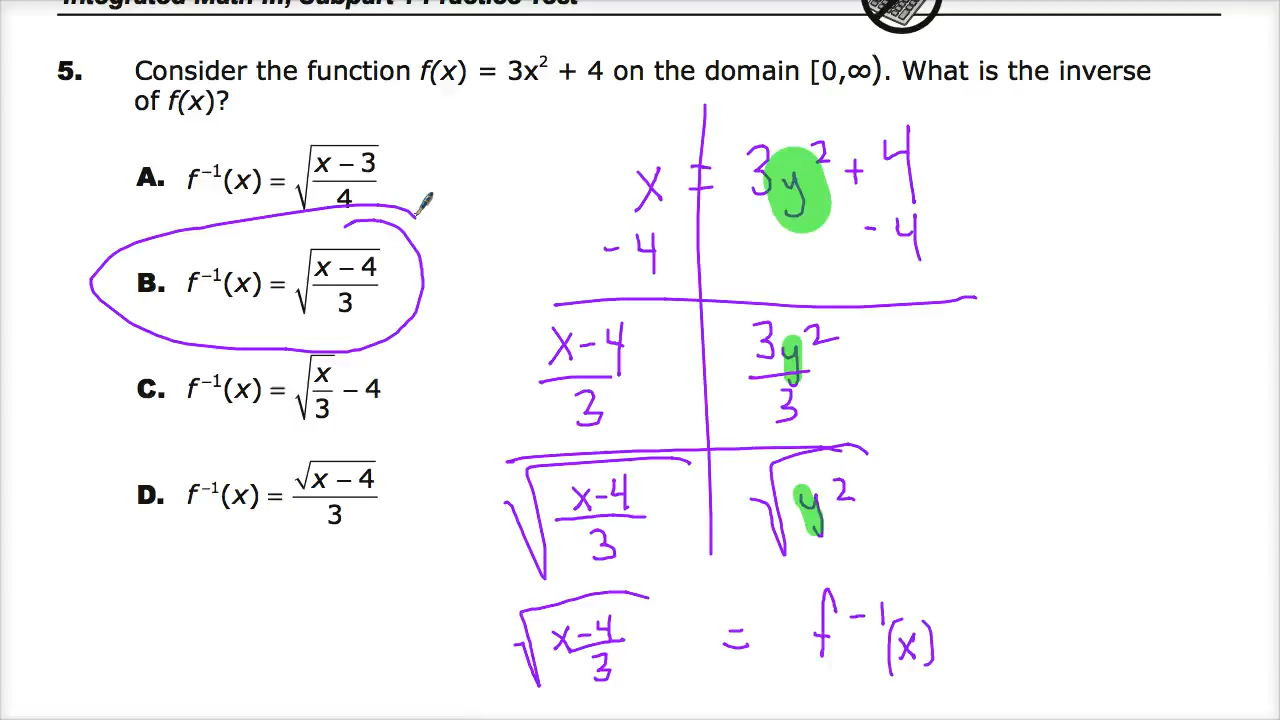 Integrated Math III, Subpart 1 Practice Test
5. Consider the function f(x) = 3x² + 4 on the domain [0,∞). What is the inverse
of f(x)?
A. f⁻¹(x) = √((x – 3)/4)
B. f⁻¹(x) = √((x – 4)/3)
C. f⁻¹(x) = √(x/3) – 4
D. f⁻¹(x) = √(x – 4)/3
x = 3y² + 4
- 4 - 4
(x-4)/3 3y²/3
√((x-4)/3) √(y²)
√((x-4)/3) = f⁻¹(x)